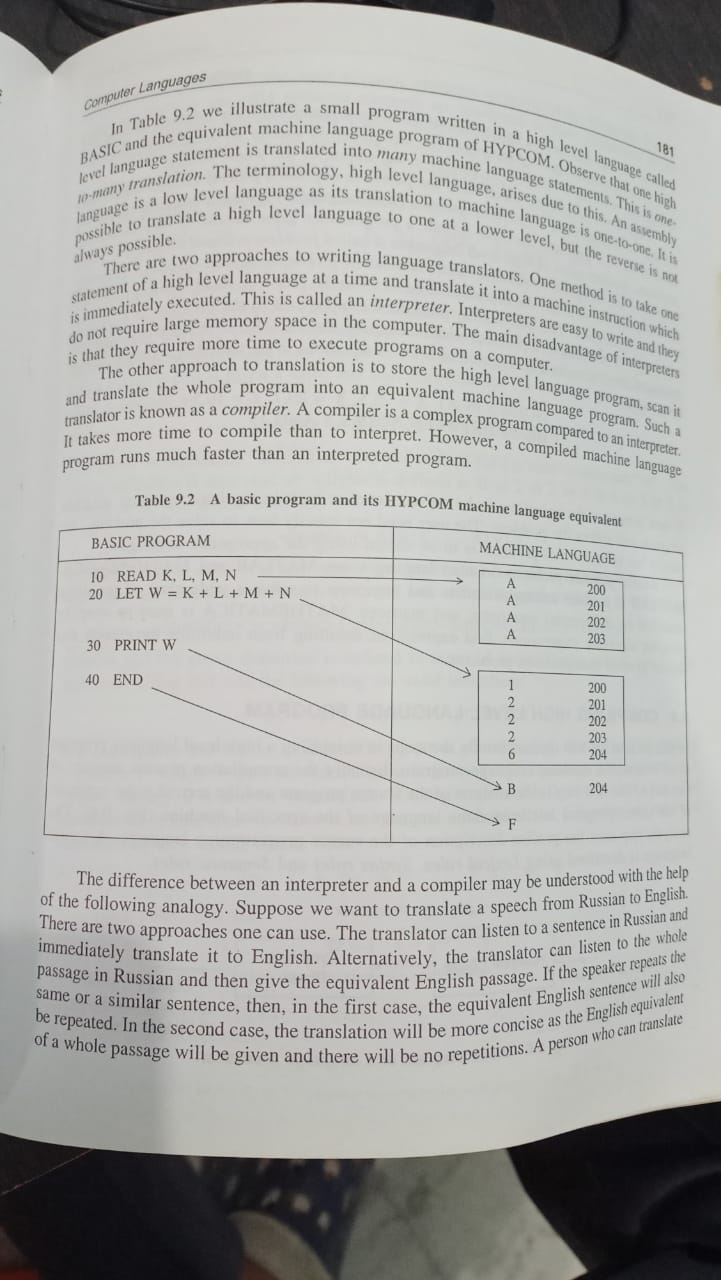 Computer Languages
181
In Table 9.2 we illustrate a small program written in a high level language called
BASIC and the equivalent machine language program of HYPCOM. Observe that one high
level language statement is translated into many machine language statements. This is one-
to-many translation. The terminology, high level language, arises due to this. An assembly
language is a low level language as its translation to machine language is one-to-one. It is
possible to translate a high level language to one at a lower level, but the reverse is not
always possible.
There are two approaches to writing language translators. One method is to take one
statement of a high level language at a time and translate it into a machine instruction which
is immediately executed. This is called an interpreter. Interpreters are easy to write and they
do not require large memory space in the computer. The main disadvantage of interpreters
is that they require more time to execute programs on a computer.
The other approach to translation is to store the high level language program, scan it
and translate the whole program into an equivalent machine language program. Such a
translator is known as a compiler. A compiler is a complex program compared to an interpreter.
It takes more time to compile than to interpret. However, a compiled machine language
program runs much faster than an interpreted program.
Table 9.2 A basic program and its HYPCOM machine language equivalent
BASIC PROGRAM
MACHINE LANGUAGE
10 READ K, L, M, N
20 LET W = K + L + M + N
30 PRINT W
40 END
A 200
A 201
A 202
A 203
1 200
2 201
2 202
2 203
6 204
B 204
F
The difference between an interpreter and a compiler may be understood with the help
of the following analogy. Suppose we want to translate a speech from Russian to English.
There are two approaches one can use. The translator can listen to a sentence in Russian and
immediately translate it to English. Alternatively, the translator can listen to the whole
passage in Russian and then give the equivalent English passage. If the speaker repeats the
same or a similar sentence, then, in the first case, the equivalent English sentence will also
be repeated. In the second case, the translation will be more concise as the English equivalent
of a whole passage will be given and there will be no repetitions. A person who can translate